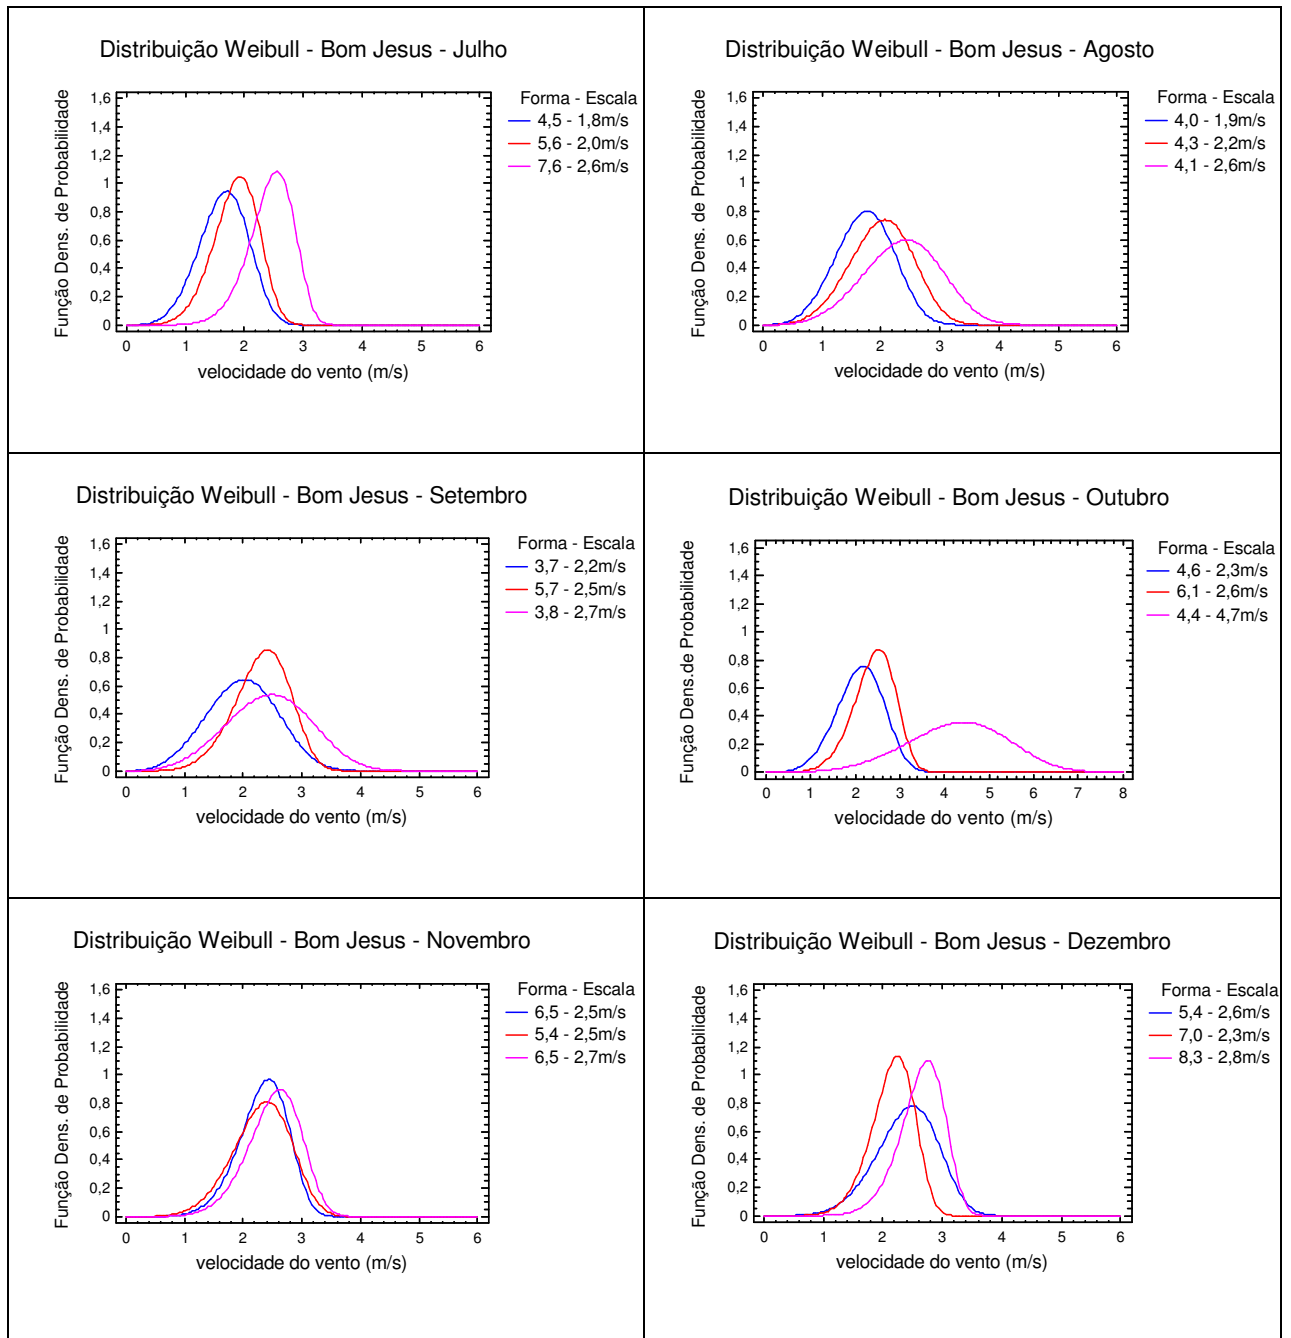 Distribuição Weibull - Bom Jesus - Julho
Função Dens. de Probabilidade
1,6
1,4
1,2
1
0,8
0,6
0,4
0,2
0
0 1 2 3 4 5 6
velocidade do vento (m/s)
Forma - Escala
4,5 - 1,8m/s
5,6 - 2,0m/s
7,6 - 2,6m/s
Distribuição Weibull - Bom Jesus - Agosto
Função Dens. de Probabilidade
1,6
1,4
1,2
1
0,8
0,6
0,4
0,2
0
0 1 2 3 4 5 6
velocidade do vento (m/s)
Forma - Escala
4,0 - 1,9m/s
4,3 - 2,2m/s
4,1 - 2,6m/s
Distribuição Weibull - Bom Jesus - Setembro
Função Dens. de Probabilidade
1,6
1,4
1,2
1
0,8
0,6
0,4
0,2
0
0 1 2 3 4 5 6
velocidade do vento (m/s)
Forma - Escala
3,7 - 2,2m/s
5,7 - 2,5m/s
3,8 - 2,7m/s
Distribuição Weibull - Bom Jesus - Outubro
Função Dens.de Probabilidade
1,6
1,4
1,2
1
0,8
0,6
0,4
0,2
0
0 1 2 3 4 5 6 7 8
velocidade do vento (m/s)
Forma - Escala
4,6 - 2,3m/s
6,1 - 2,6m/s
4,4 - 4,7m/s
Distribuição Weibull - Bom Jesus - Novembro
Função Dens. de Probabilidade
1,6
1,4
1,2
1
0,8
0,6
0,4
0,2
0
0 1 2 3 4 5 6
velocidade do vento (m/s)
Forma - Escala
6,5 - 2,5m/s
5,4 - 2,5m/s
6,5 - 2,7m/s
Distribuição Weibull - Bom Jesus - Dezembro
Função Dens. de Probabilidade
1,6
1,4
1,2
1
0,8
0,6
0,4
0,2
0
0 1 2 3 4 5 6
velocidade do vento (m/s)
Forma - Escala
5,4 - 2,6m/s
7,0 - 2,3m/s
8,3 - 2,8m/s